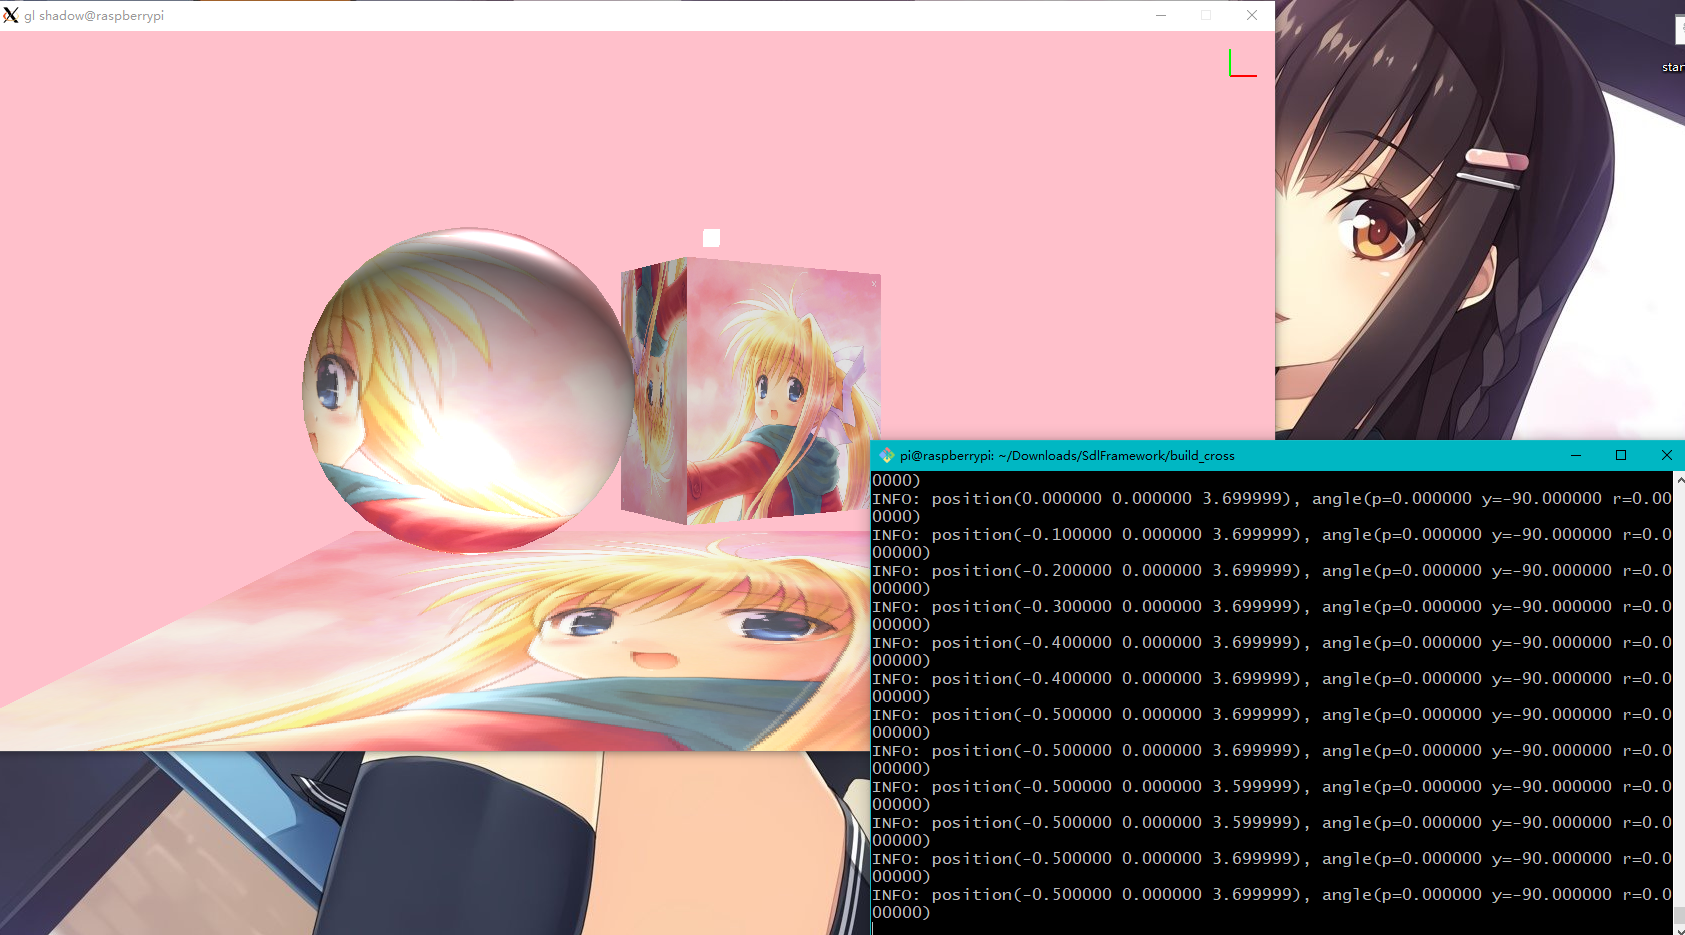 gl shadow@raspberrypi
pi@raspberrypi: ~/Downloads/SdlFramework/build_cross
0000)
INFO: position(0.000000 0.000000 3.699999), angle(p=0.000000 y=-90.000000 r=0.00
0000)
INFO: position(-0.100000 0.000000 3.699999), angle(p=0.000000 y=-90.000000 r=0.0
00000)
INFO: position(-0.200000 0.000000 3.699999), angle(p=0.000000 y=-90.000000 r=0.0
00000)
INFO: position(-0.300000 0.000000 3.699999), angle(p=0.000000 y=-90.000000 r=0.0
00000)
INFO: position(-0.400000 0.000000 3.699999), angle(p=0.000000 y=-90.000000 r=0.0
00000)
INFO: position(-0.400000 0.000000 3.699999), angle(p=0.000000 y=-90.000000 r=0.0
00000)
INFO: position(-0.500000 0.000000 3.699999), angle(p=0.000000 y=-90.000000 r=0.0
00000)
INFO: position(-0.500000 0.000000 3.699999), angle(p=0.000000 y=-90.000000 r=0.0
00000)
INFO: position(-0.500000 0.000000 3.599999), angle(p=0.000000 y=-90.000000 r=0.0
00000)
INFO: position(-0.500000 0.000000 3.599999), angle(p=0.000000 y=-90.000000 r=0.0
00000)
INFO: position(-0.500000 0.000000 3.699999), angle(p=0.000000 y=-90.000000 r=0.0
00000)
INFO: position(-0.500000 0.000000 3.699999), angle(p=0.000000 y=-90.000000 r=0.0
00000)